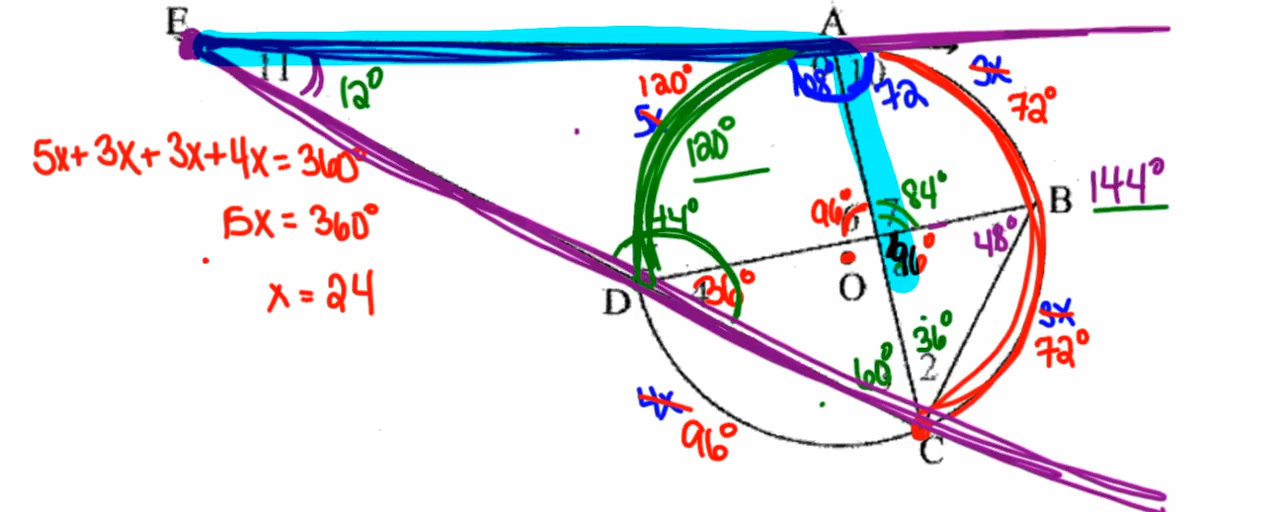 E
A
11
12°
120°
5x
120°
108°
72
3x
72°
5x+3x+3x+4x=360°
15x = 360°
x = 24
144°
B
84°
96°
96°
48°
44°
O
D
36°
36°
2
60°
3x
72°
4x
96°
C